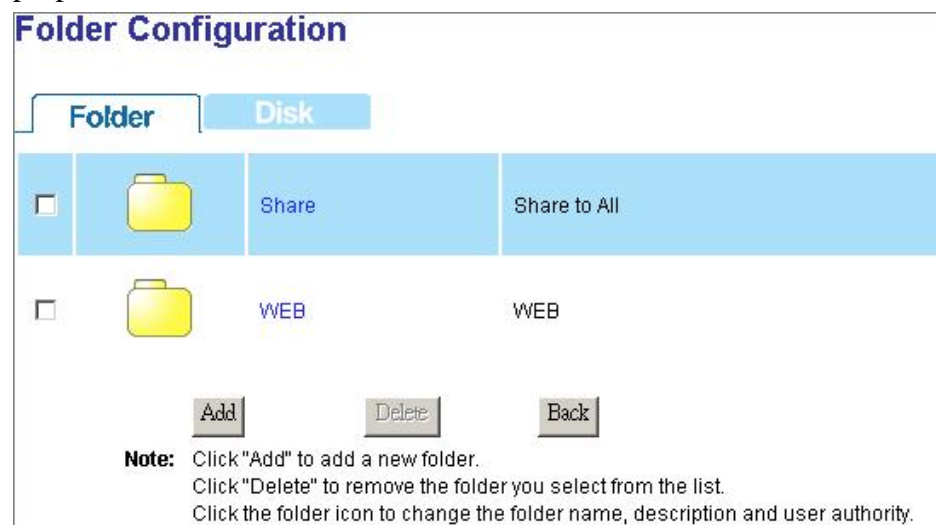 Folder Configuration
Folder Disk
Share Share to All
WEB WEB
Add Delete Back
Note: Click "Add" to add a new folder.
Click "Delete" to remove the folder you select from the list.
Click the folder icon to change the folder name, description and user authority.